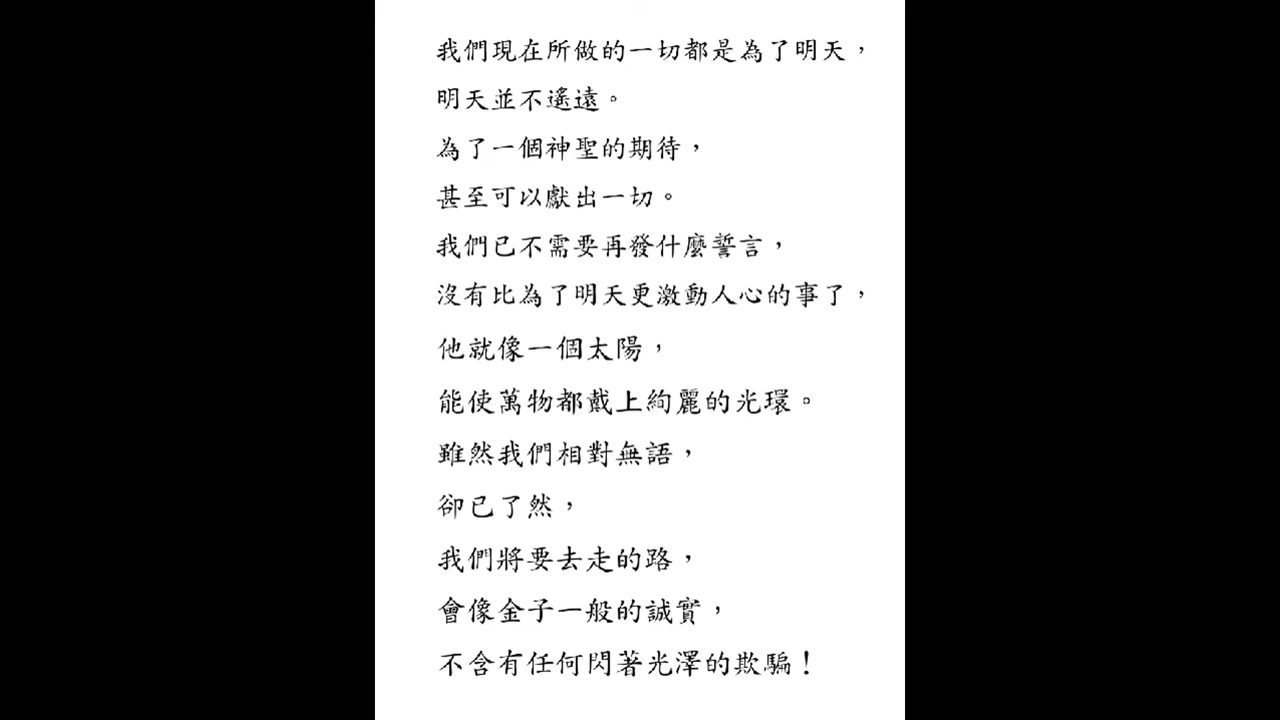 我們現在所做的一切都是為了明天，
明天並不遙遠。
為了一個神聖的期待，
甚至可以獻出一切。
我們已不需要再發什麼誓言，
沒有比為了明天更激動人心的事了，
他就像一個太陽，
能使萬物都戴上絢麗的光環。
雖然我們相對無語，
卻已了然，
我們將要去走的路，
會像金子一般的誠實，
不含有任何閃著光澤的欺騙！